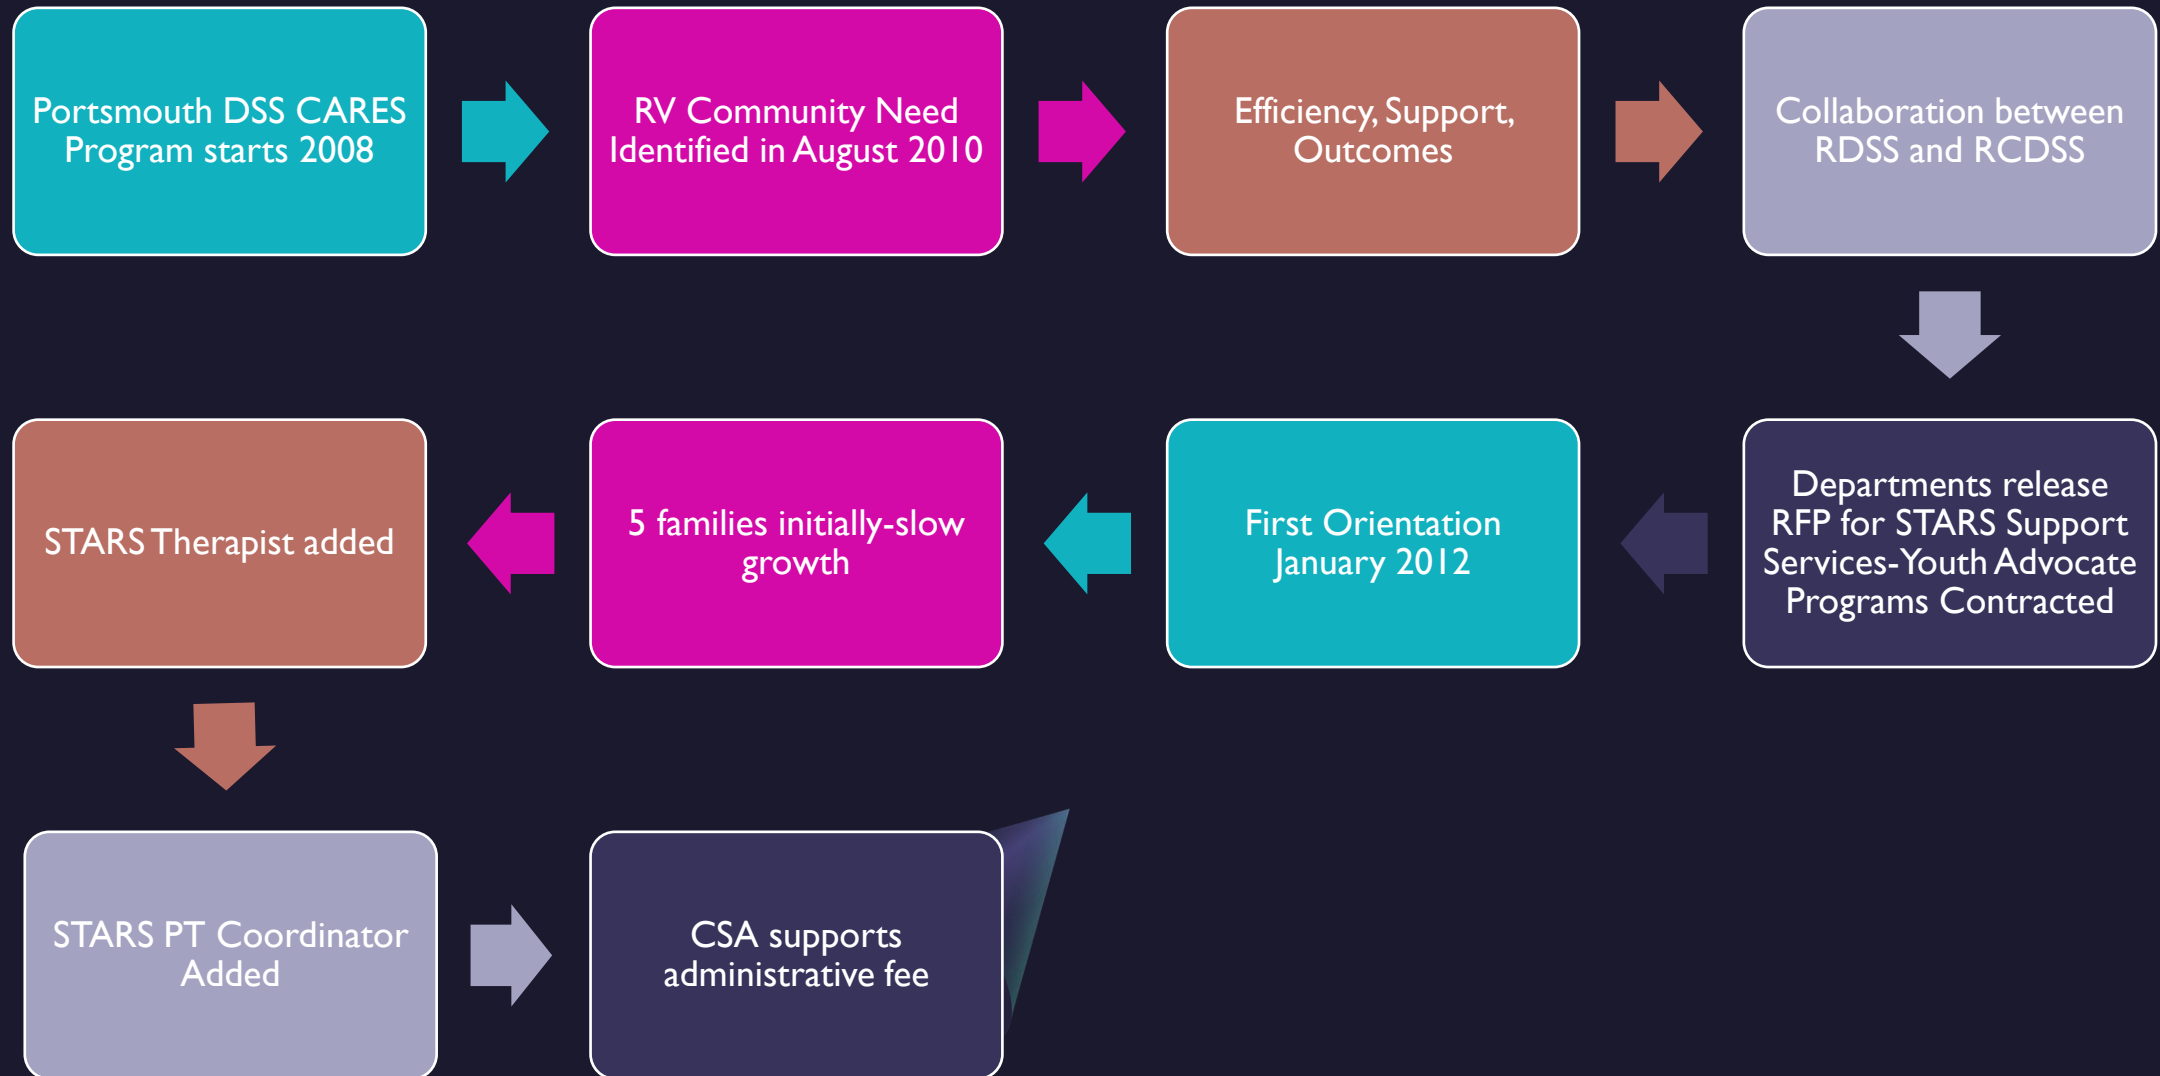 Portsmouth DSS CARES
Program starts 2008
RV Community Need
Identified in August 2010
Efficiency, Support,
Outcomes
Collaboration between
RDSS and RCDSS
Departments release
RFP for STARS Support
Services-Youth Advocate
Programs Contracted
First Orientation
January 2012
5 families initially-slow
growth
STARS Therapist added
STARS PT Coordinator
Added
CSA supports
administrative fee